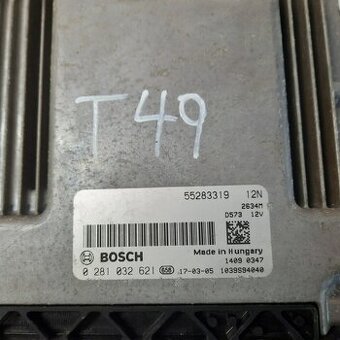 T49
55283319 12N
2634M
D573 12V
BOSCH
Made in Hungary
1409 0347
0 281 032 621 658 17-03-05 1039S94040